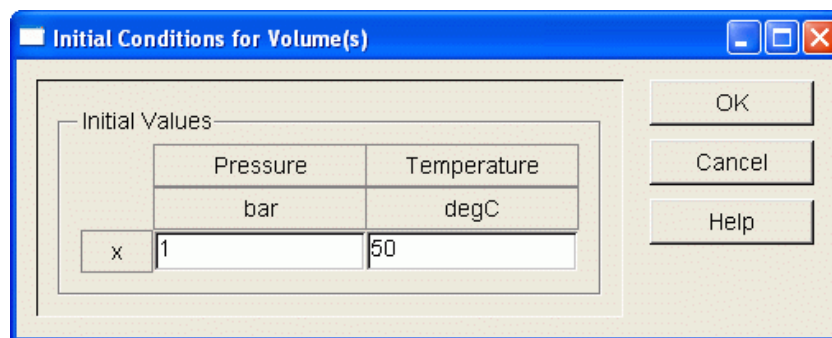 Initial Conditions for Volume(s)
OK
Initial Values
Pressure Temperature
Cancel
bar degC
Help
x 1 50